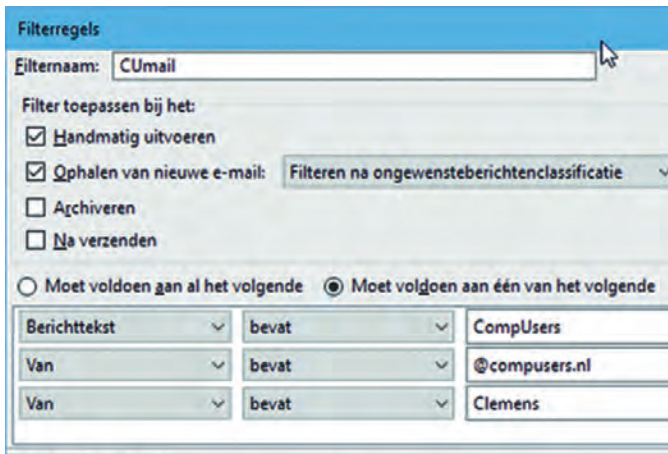 Filterregels
Filternaam: CUmail
Filter toepassen bij het:
Handmatig uitvoeren
Ophalen van nieuwe e-mail: Filteren na ongewensteberichtenclassificatie
Archiveren
Na verzenden
Moet voldoen aan al het volgende Moet voldoen aan één van het volgende
Berichttekst bevat CompUsers
Van bevat @compusers.nl
Van bevat Clemens